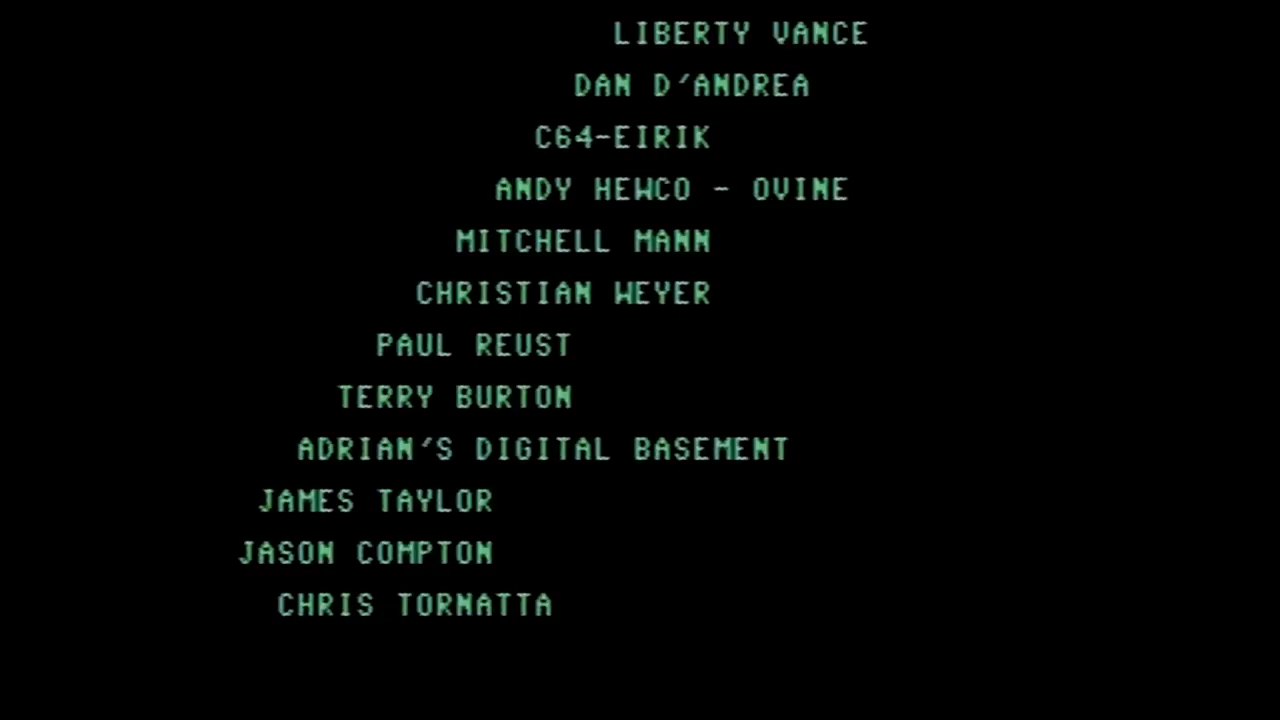 LIBERTY VANCE
DAN D'ANDREA
C64-EIRIK
ANDY HEWCO - OVINE
MITCHELL MANN
CHRISTIAN WEYER
PAUL REUST
TERRY BURTON
ADRIAN'S DIGITAL BASEMENT
JAMES TAYLOR
JASON COMPTON
CHRIS TORNATTA